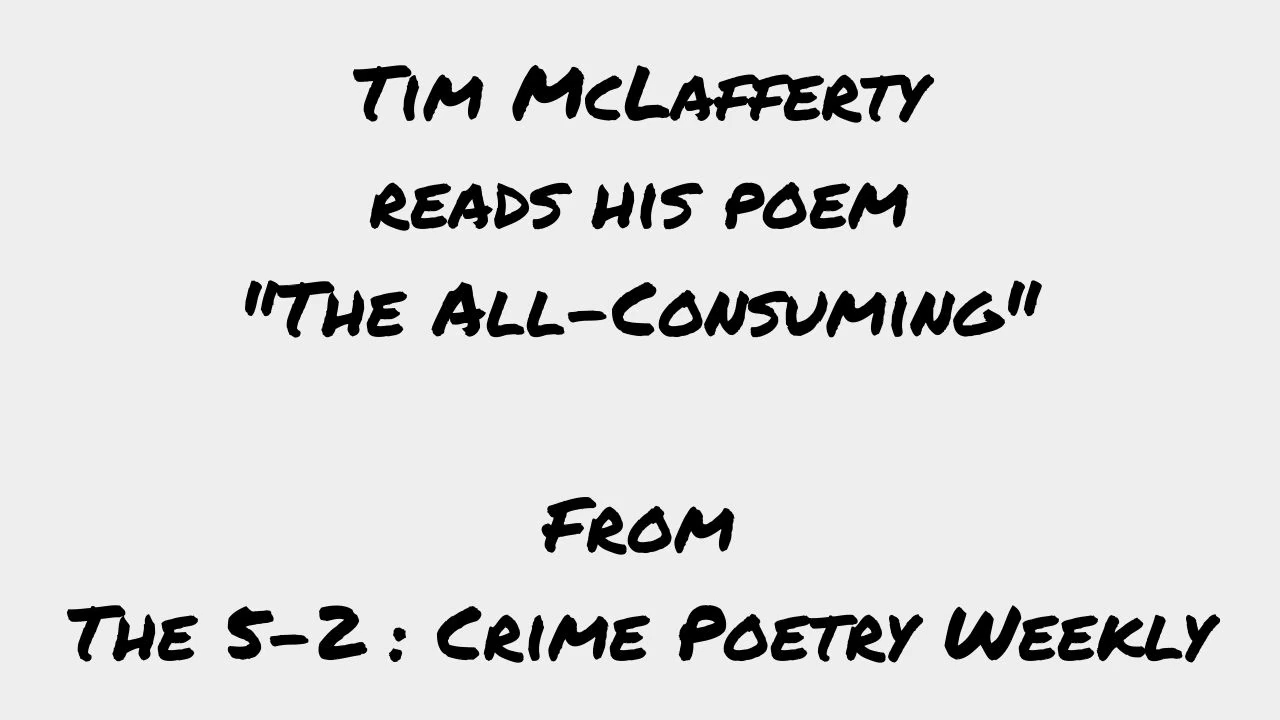 Tim McLafferty
reads his poem
"The All-Consuming"
From
The 5-2 : Crime Poetry Weekly